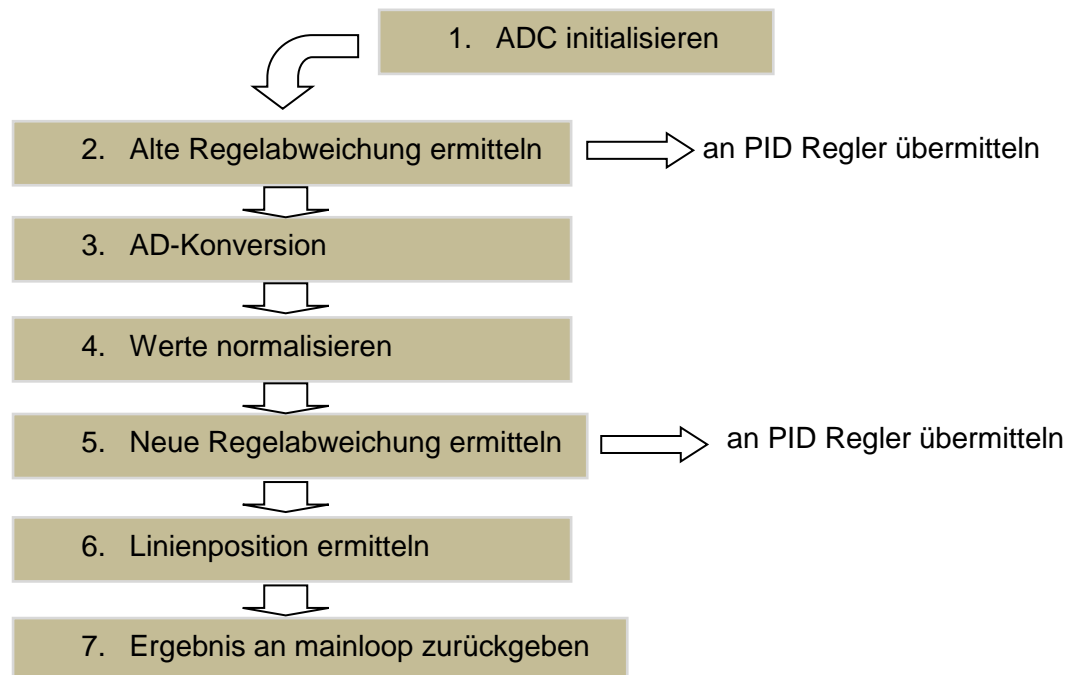 1. ADC initialisieren
2. Alte Regelabweichung ermitteln
an PID Regler übermitteln
3. AD-Konversion
4. Werte normalisieren
5. Neue Regelabweichung ermitteln
an PID Regler übermitteln
6. Linienposition ermitteln
7. Ergebnis an mainloop zurückgeben